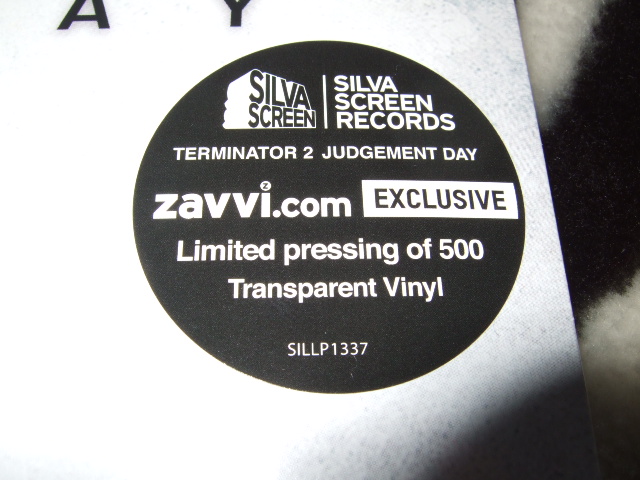 A Y
SILVA SCREEN
SILVA
SCREEN
RECORDS
TERMINATOR 2 JUDGEMENT DAY
zavvi.com EXCLUSIVE
Limited pressing of 500
Transparent Vinyl
SILLP1337